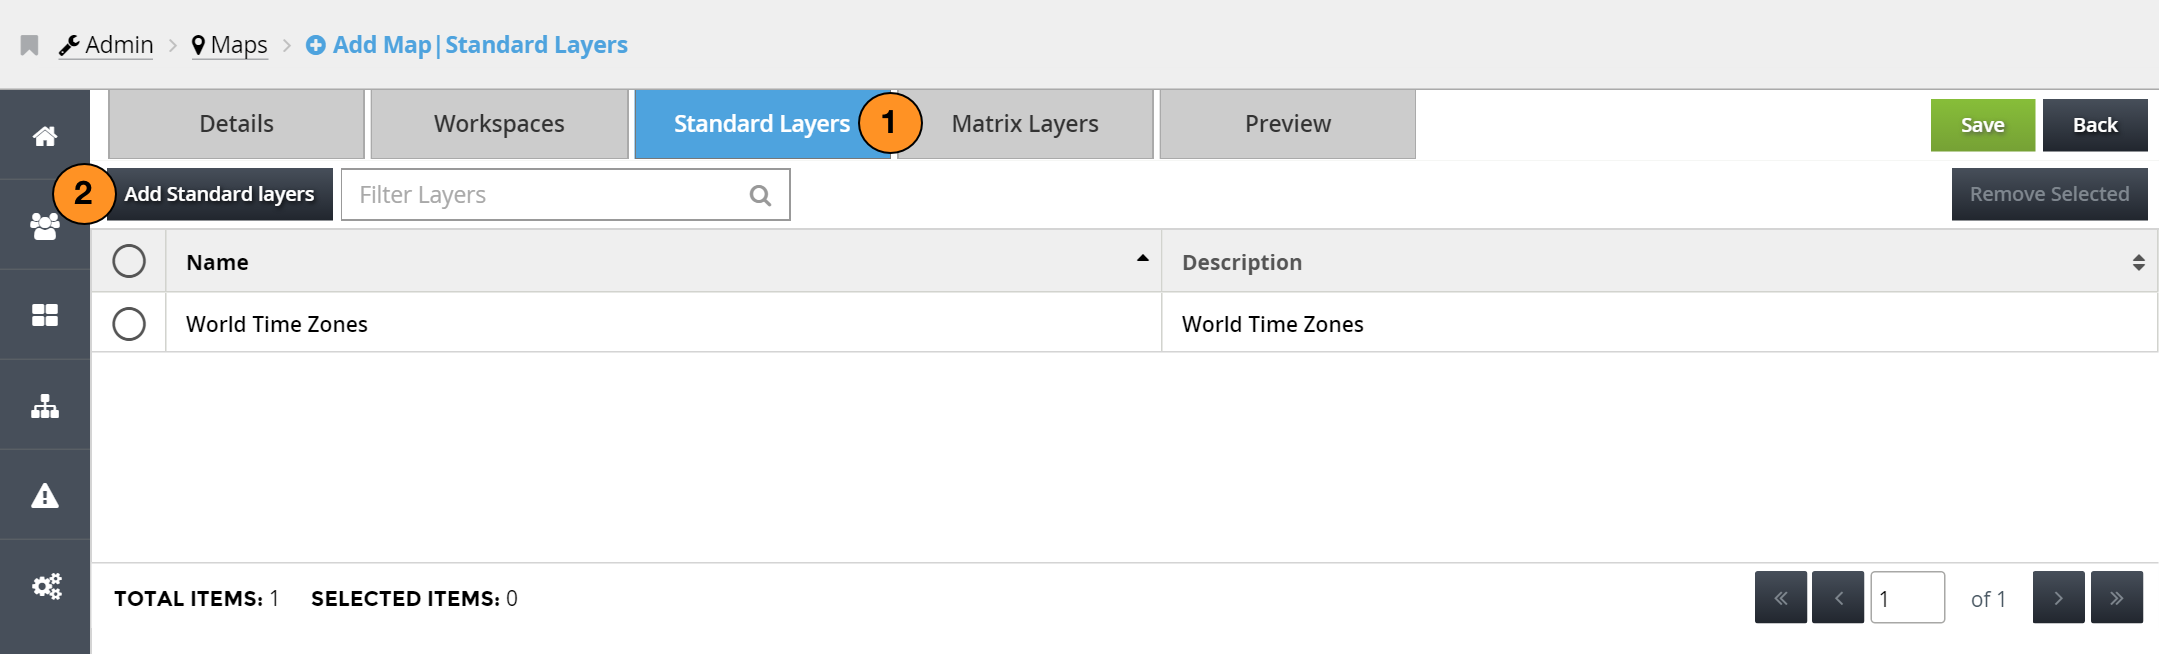 Admin > Maps > Add Map|Standard Layers
Details Workspaces Standard Layers 1 Matrix Layers Preview Save Back
2 Add Standard layers Filter Layers Remove Selected
Name Description
World Time Zones World Time Zones
TOTAL ITEMS: 1 SELECTED ITEMS: 0 « < 1 of 1 > »